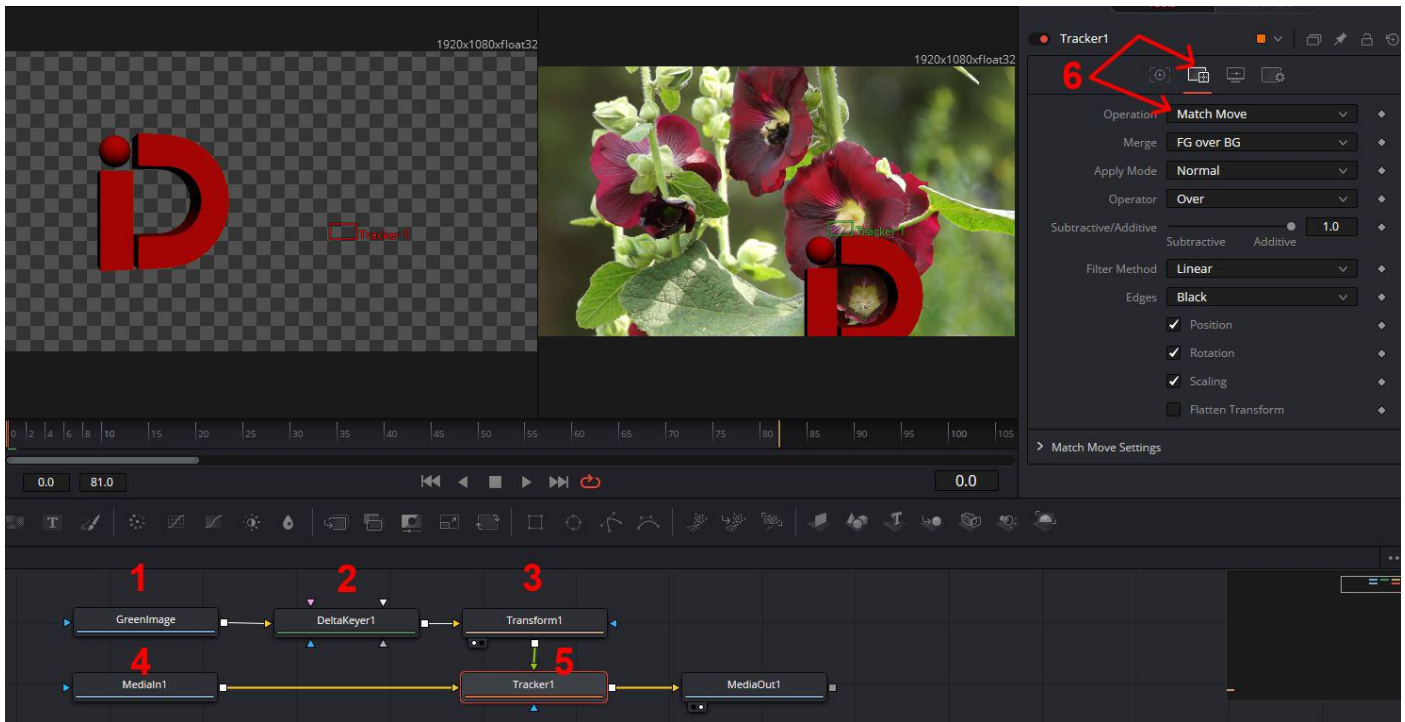 1920x1080xfloat32
1920x1080xfloat32
Tracker 1
Tracker 1
Tracker1
6
Operation Match Move
Merge FG over BG
Apply Mode Normal
Operator Over
Subtractive/Additive 1.0
Subtractive Additive
Filter Method Linear
Edges Black
Position
Rotation
Scaling
Flatten Transform
Match Move Settings
0 2 4 6 8 10 15 20 25 30 35 40 45 50 55 60 65 70 75 80 85 90 95 100 105
0.0 81.0 0.0
T
1 2 3
GreenImage DeltaKeyer1 Transform1
4 5
MediaIn1 Tracker1 MediaOut1